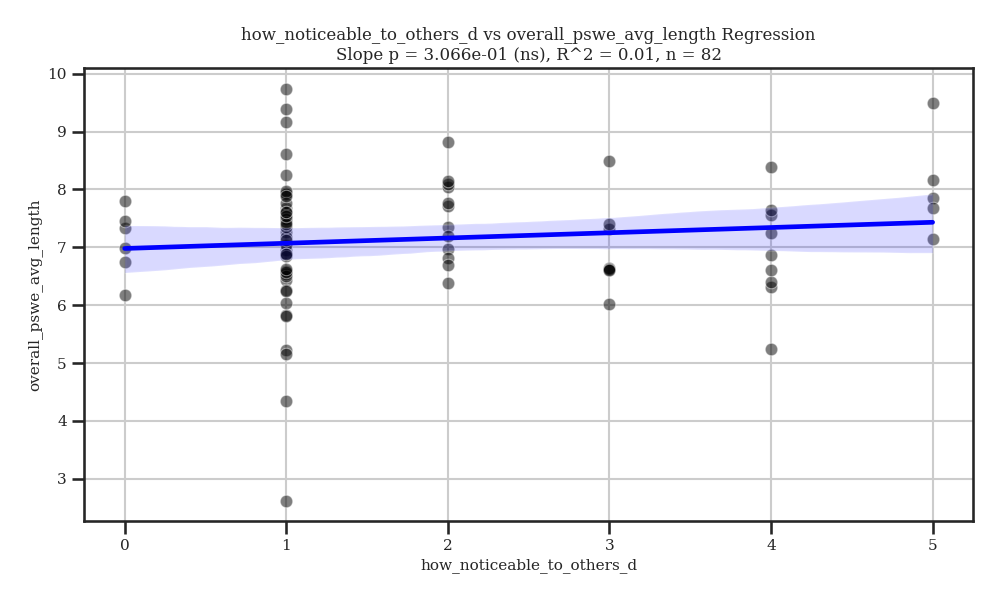 how_noticeable_to_others_d vs overall_pswe_avg_length Regression
Slope p = 3.066e-01 (ns), R^2 = 0.01, n = 82
10
9
8
7
6
5
4
3
overall_pswe_avg_length
0 1 2 3 4 5
how_noticeable_to_others_d